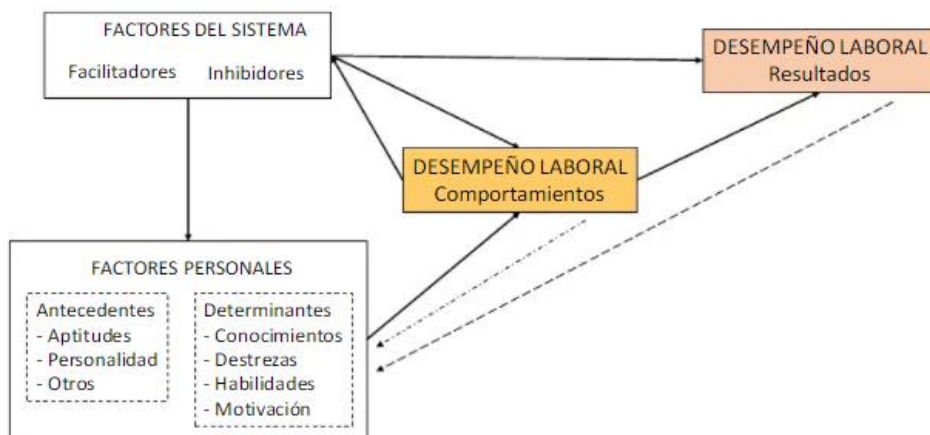 FACTORES DEL SISTEMA
Facilitadores Inhibidores
DESEMPEÑO LABORAL
Resultados
DESEMPEÑO LABORAL
Comportamientos
FACTORES PERSONALES
Antecedentes
- Aptitudes
- Personalidad
- Otros
Determinantes
- Conocimientos
- Destrezas
- Habilidades
- Motivación